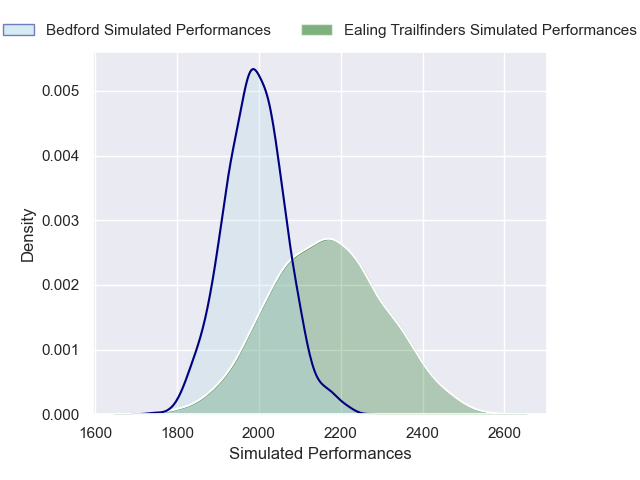 Bedford Simulated Performances
Ealing Trailfinders Simulated Performances
0.005
0.004
0.003
0.002
0.001
0.000
Density
1600 1800 2000 2200 2400 2600
Simulated Performances